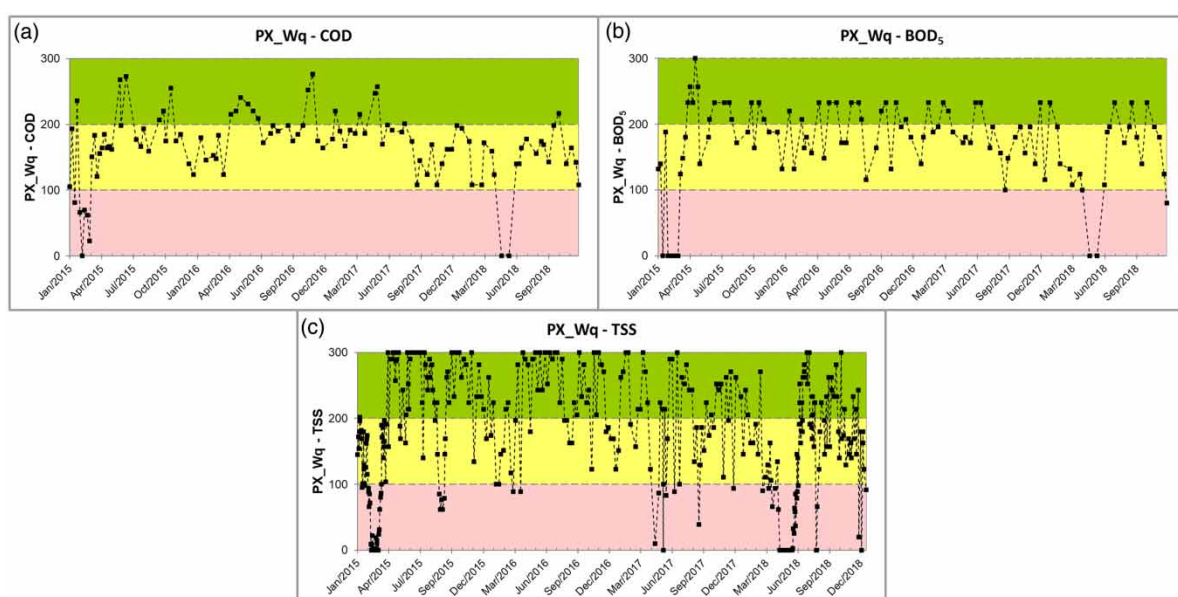 (a)
PX_Wq - COD
PX_Wq - COD
300
200
100
0
Jan/2015
Apr/2015
Jul/2015
Oct/2015
Jan/2016
Apr/2016
Jun/2016
Sep/2016
Dec/2016
Mar/2017
Jun/2017
Sep/2017
Dec/2017
Mar/2018
Jun/2018
Sep/2018
(b)
PX_Wq - BOD₅
PX_Wq - BOD₅
300
200
100
0
Jan/2015
Apr/2015
Jul/2015
Oct/2015
Jan/2016
Apr/2016
Jun/2016
Sep/2016
Dec/2016
Mar/2017
Jun/2017
Sep/2017
Dec/2017
Mar/2018
Jun/2018
Sep/2018
(c)
PX_Wq - TSS
PX_Wq - TSS
300
200
100
0
Jan/2015
Apr/2015
Jul/2015
Sep/2015
Dec/2015
Mar/2016
Jun/2016
Sep/2016
Dec/2016
Mar/2017
Jun/2017
Sep/2017
Dec/2017
Mar/2018
Jun/2018
Sep/2018
Dec/2018